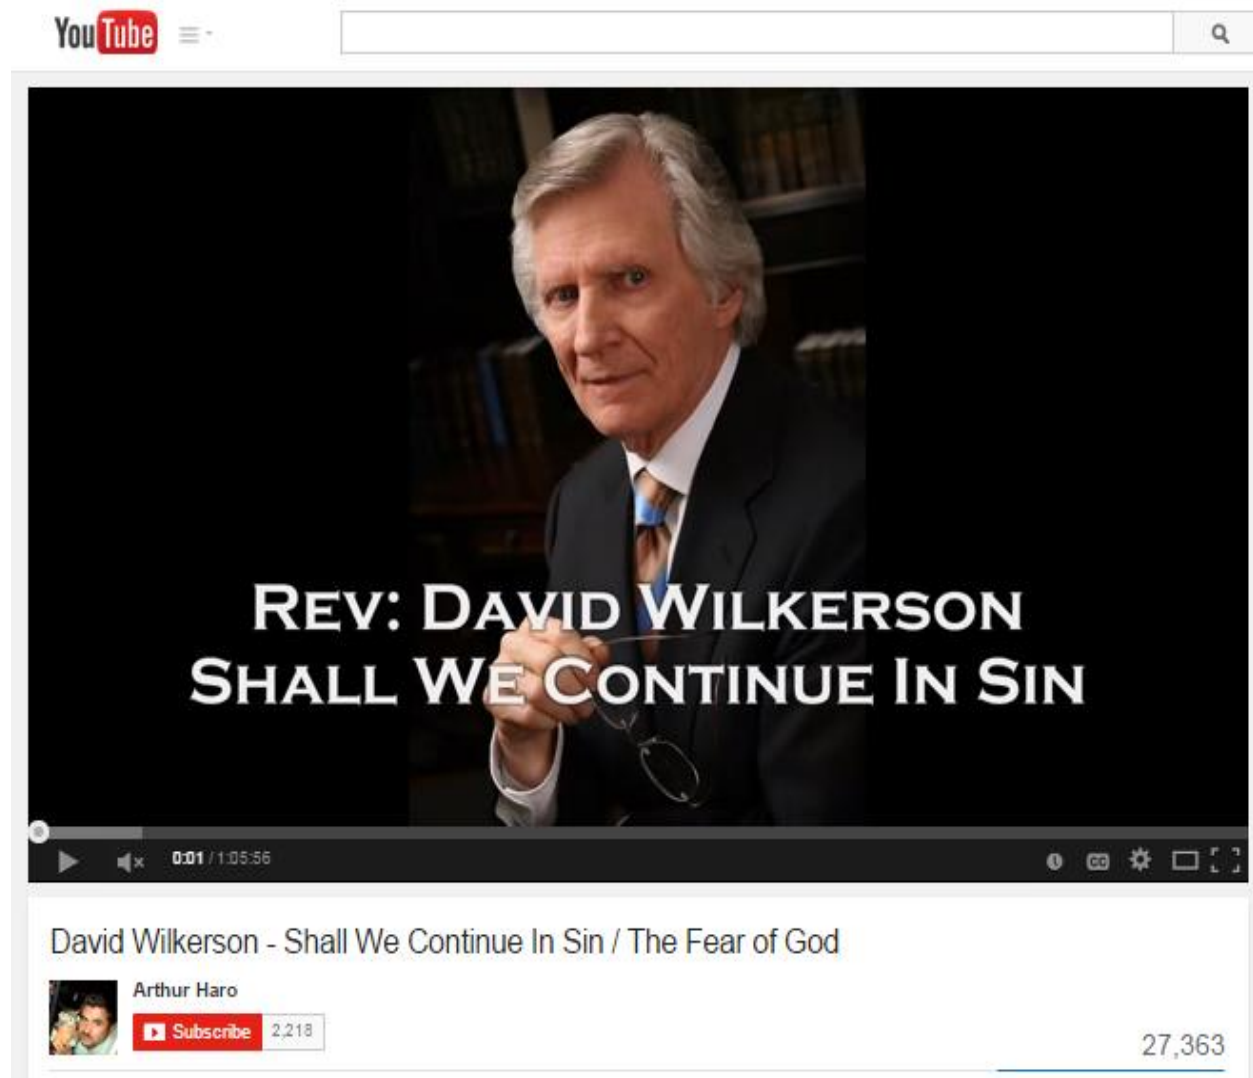 YouTube
REV: DAVID WILKERSON
SHALL WE CONTINUE IN SIN
0:01 / 1:05:56
CC
David Wilkerson - Shall We Continue In Sin / The Fear of God
Arthur Haro
Subscribe 2,218
27,363